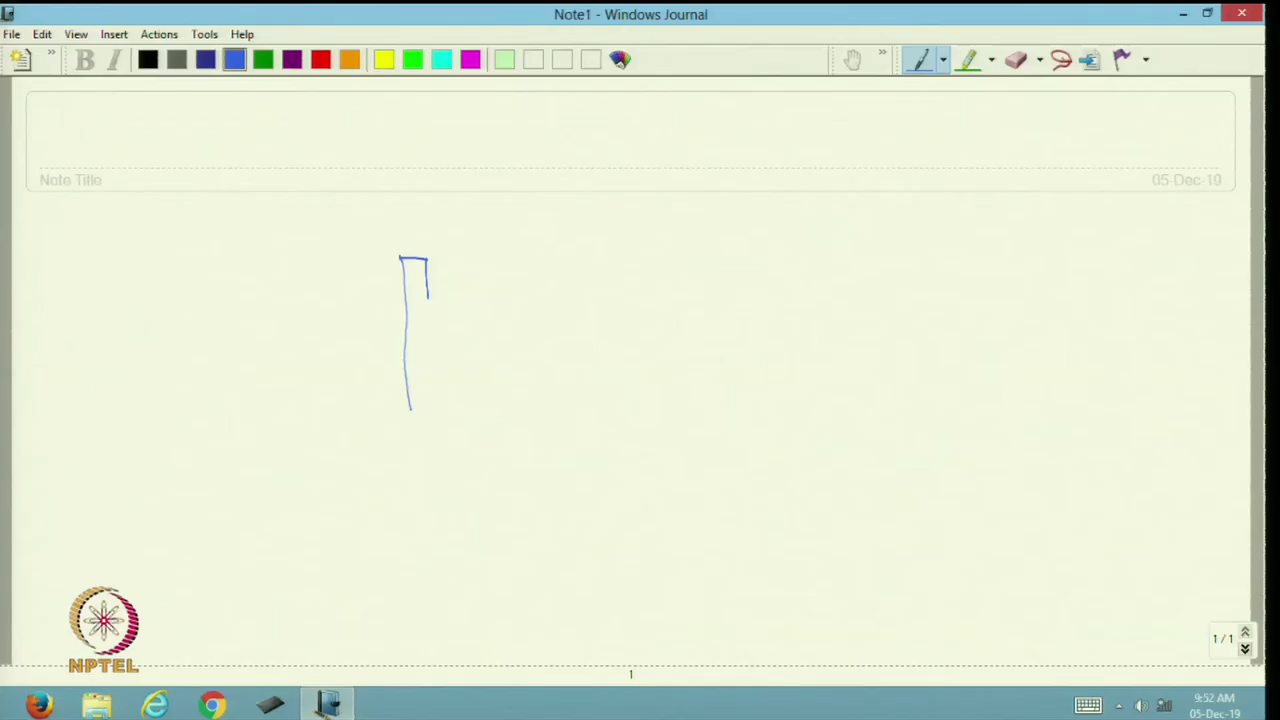 Note1 - Windows Journal
File Edit View Insert Actions Tools Help
B I
Note Title
05-Dec-19
NPTEL
1 / 1
1
9:52 AM
05-Dec-19